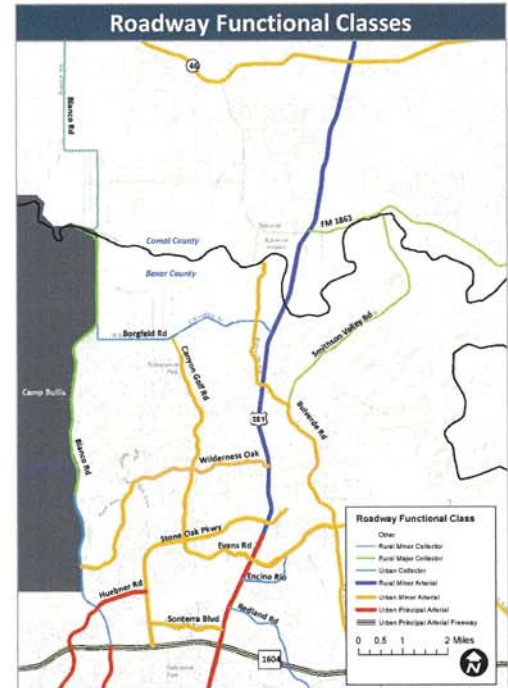 Roadway Functional Classes
46
Blanco Rd
FM 1863
Comal County
Bexar County
Borgfeld Rd
Smithson Valley Rd
Canyon Golf Rd
Camp Bullis
281
Bulverde Rd
Blanco Rd
Wilderness Oak
Stone Oak Pkwy
Evans Rd
Encino Rio
Huebner Rd
Redland Rd
Sonterra Blvd
1604
Roadway Functional Class
Other
Rural Minor Collector
Rural Major Collector
Urban Collector
Rural Minor Arterial
Urban Minor Arterial
Urban Principal Arterial
Urban Principal Arterial Freeway
0 0.5 1 2 Miles
N